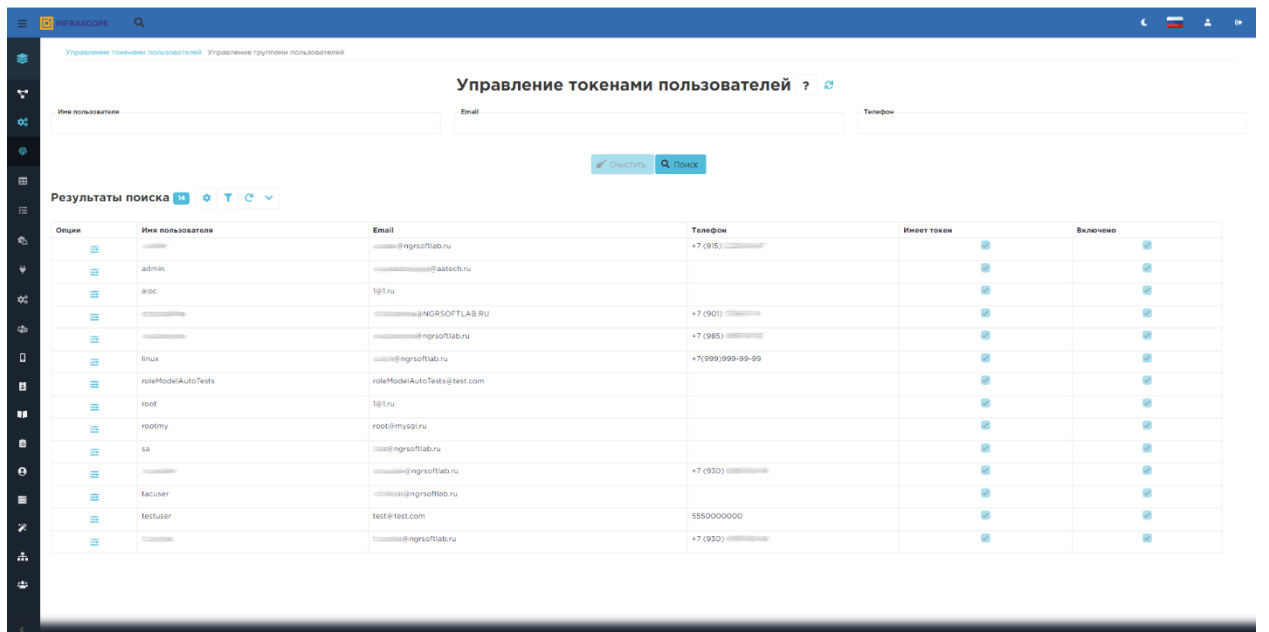 INFRASCOPE
Управление токенами пользователей Управление группами пользователей
Управление токенами пользователей ?
Имя пользователя Email Телефон
Очистить Поиск
Результаты поиска 14
Опции Имя пользователя Email Телефон Имеет токен Включено
@ngrsoftlab.ru +7 (915)
admin @aatech.ru
aioc 1@1.ru
@NGRSOFTLAB.RU +7 (901)
@ngrsoftlab.ru +7 (985)
linux @ngrsoftlab.ru +7(999)999-99-99
roleModelAutoTests roleModelAutoTests@test.com
root 1@1.ru
rootmy root@mysql.ru
sa @ngrsoftlab.ru
@ngrsoftlab.ru +7 (930)
tacuser @ngrsoftlab.ru
testuser test@test.com 5550000000
@ngrsoftlab.ru +7 (930)